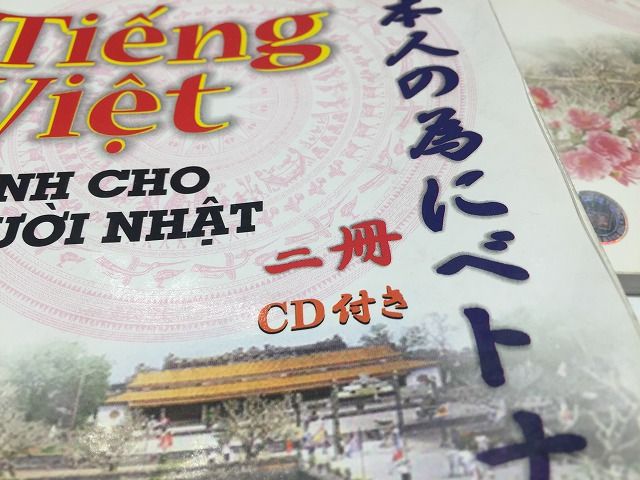 Tiếng
Việt
ÀNH CHO
ƯỜI NHẬT
二冊
CD付き
本人の為にベトナ